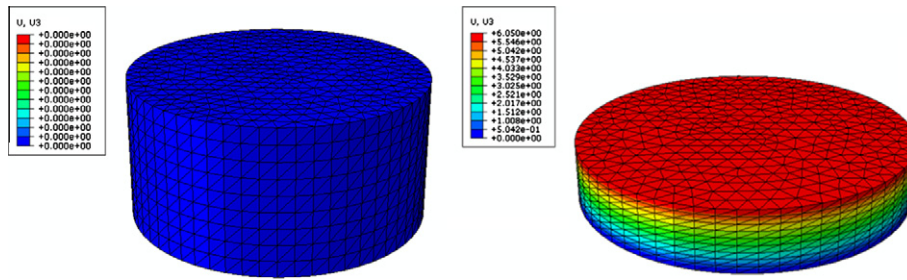 U, U3
+0.000e+00
+0.000e+00
+0.000e+00
+0.000e+00
+0.000e+00
+0.000e+00
+0.000e+00
+0.000e+00
+0.000e+00
+0.000e+00
+0.000e+00
+0.000e+00
+0.000e+00
U, U3
+6.050e+00
+5.546e+00
+5.042e+00
+4.537e+00
+4.033e+00
+3.529e+00
+3.025e+00
+2.521e+00
+2.017e+00
+1.512e+00
+1.008e+00
+5.042e-01
+0.000e+00